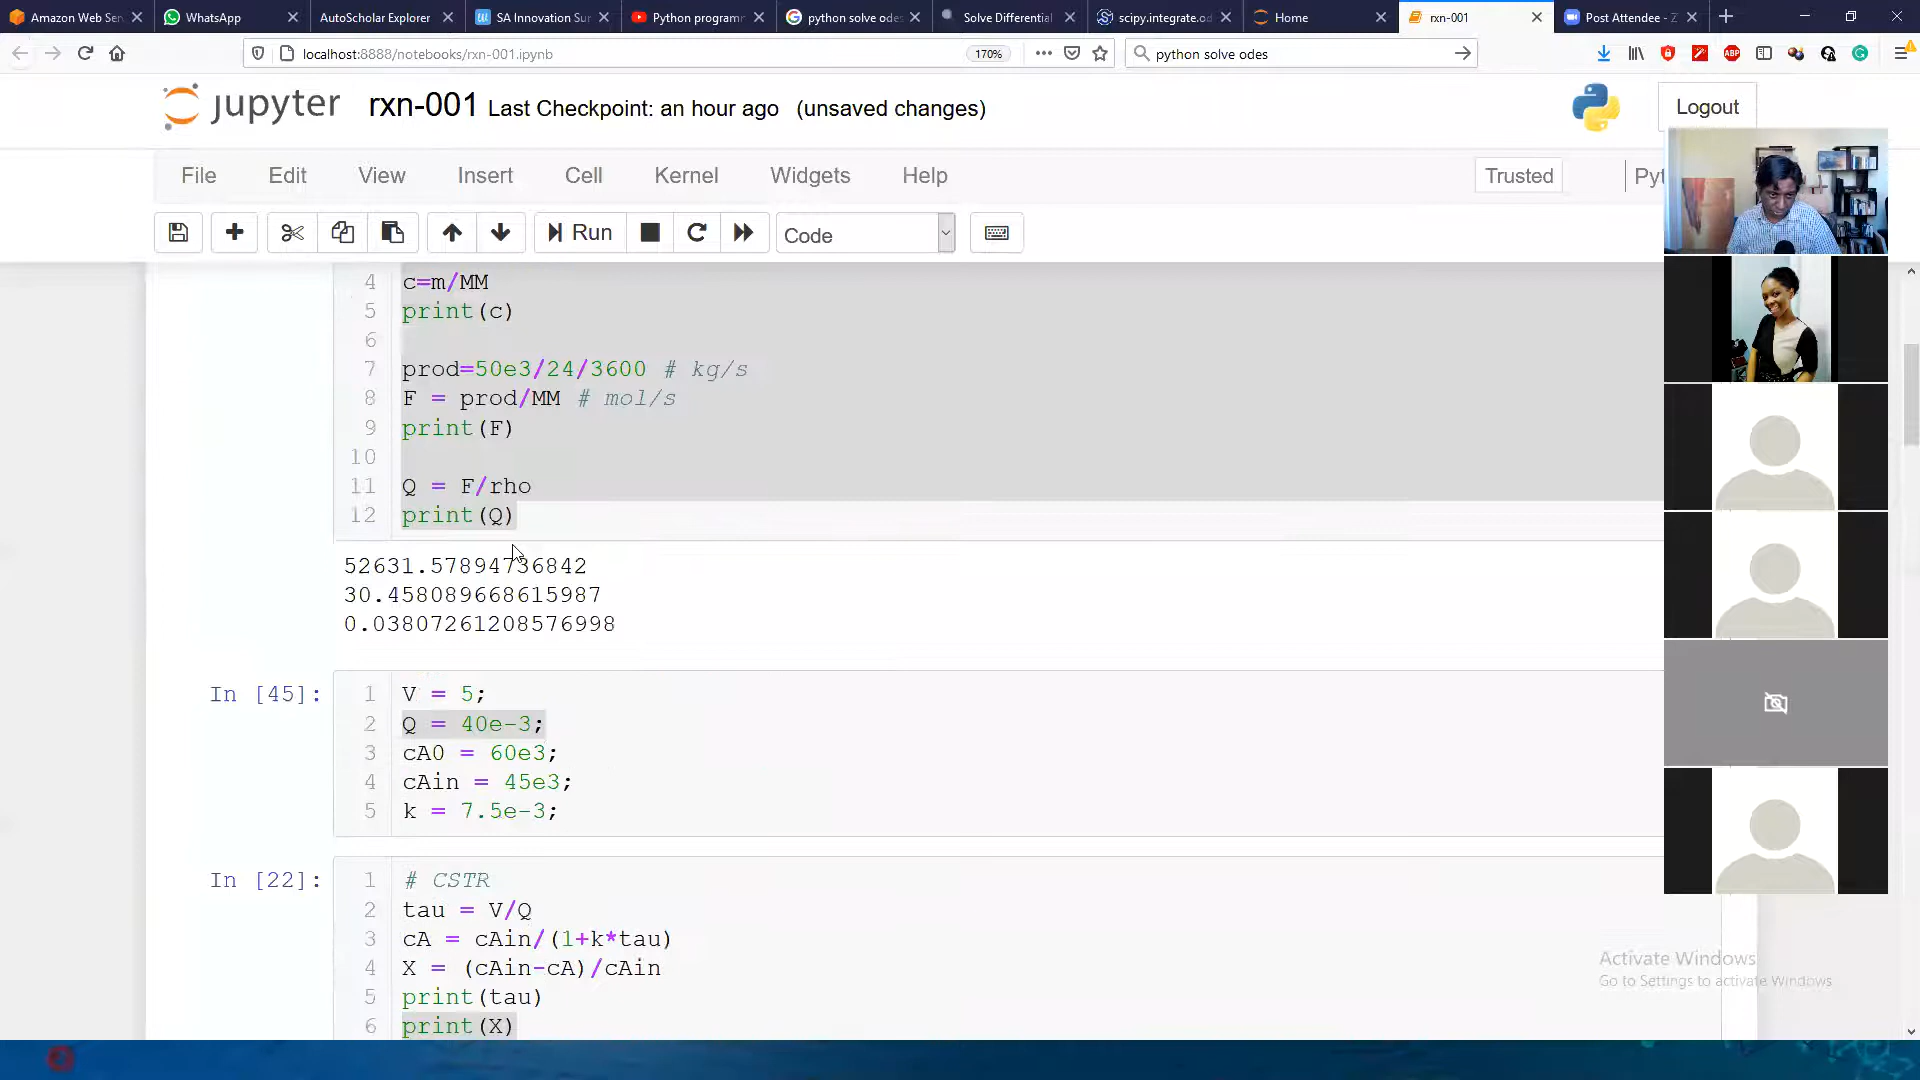 Amazon Web Ser
WhatsApp
AutoScholar Explorer
SA Innovation Sur
Python programm
python solve odes
Solve Differential
scipy.integrate.od
Home
rxn-001
Post Attendee - Z
localhost:8888/notebooks/rxn-001.ipynb
170%
python solve odes
ABP
jupyter
rxn-001 Last Checkpoint: an hour ago (unsaved changes)
Logout
File Edit View Insert Cell Kernel Widgets Help
Trusted
Pyt
Run
Code
4 c=m/MM
5 print(c)
6
7 prod=50e3/24/3600 # kg/s
8 F = prod/MM # mol/s
9 print(F)
10
11 Q = F/rho
12 print(Q)
52631.57894736842
30.458089668615987
0.03807261208576998
In [45]:
1 V = 5;
2 Q = 40e-3;
3 cA0 = 60e3;
4 cAin = 45e3;
5 k = 7.5e-3;
In [22]:
1 # CSTR
2 tau = V/Q
3 cA = cAin/(1+k*tau)
4 X = (cAin-cA)/cAin
5 print(tau)
6 print(X)
Activate Windows
Go to Settings to activate Windows.